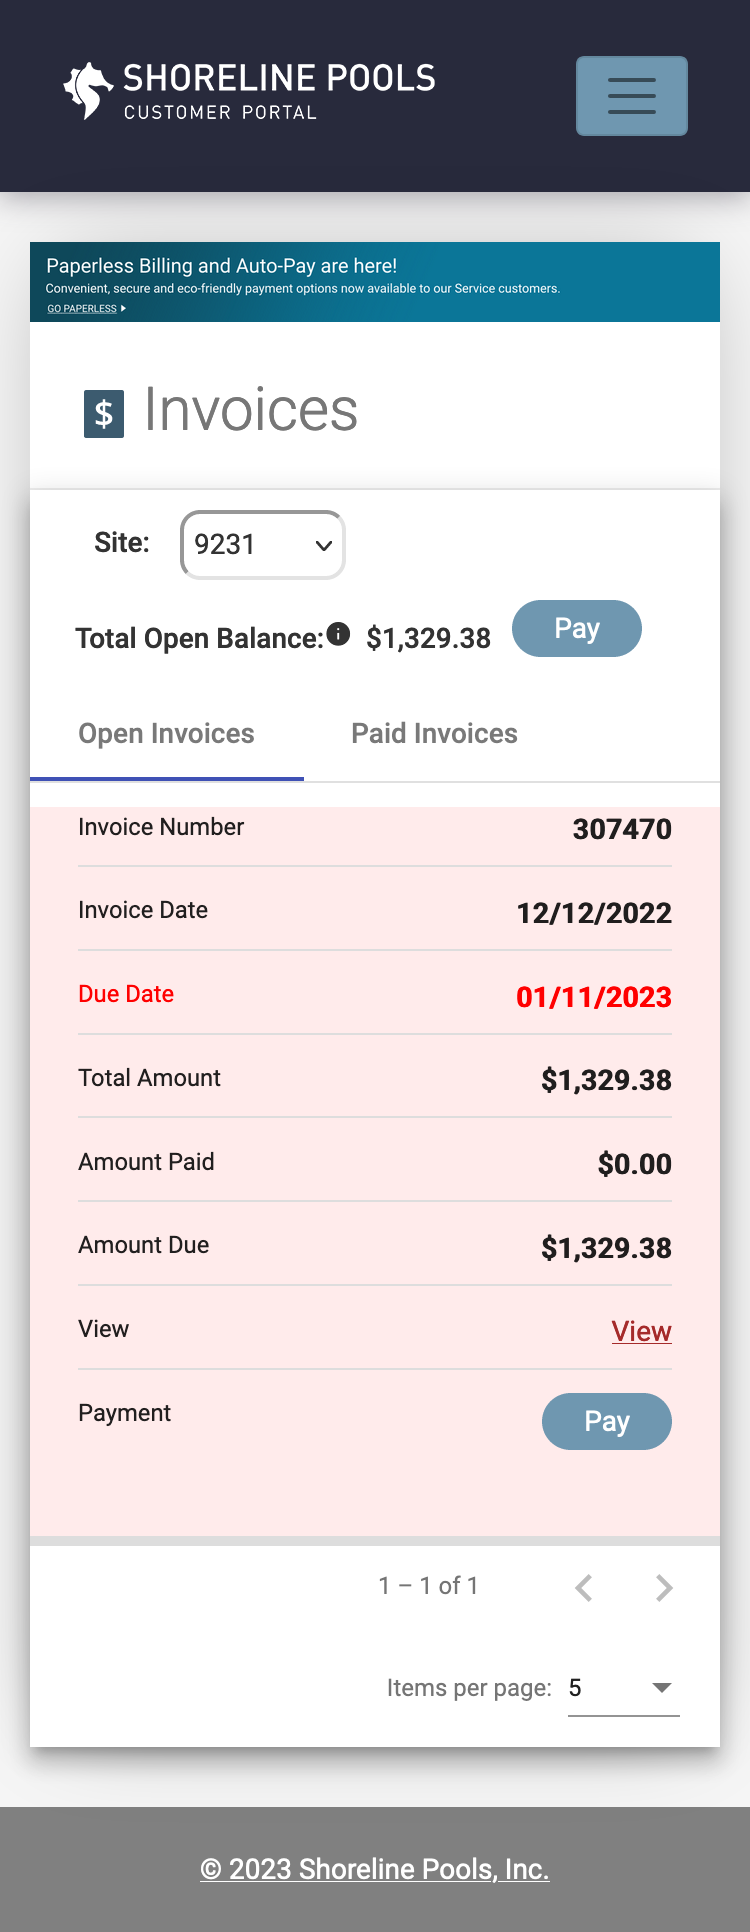 SHORELINE POOLS
CUSTOMER PORTAL
Paperless Billing and Auto-Pay are here!
Convenient, secure and eco-friendly payment options now available to our Service customers.
GO PAPERLESS
$ Invoices
Site: 9231
Total Open Balance: $1,329.38 Pay
Open Invoices Paid Invoices
Invoice Number 307470
Invoice Date 12/12/2022
Due Date 01/11/2023
Total Amount $1,329.38
Amount Paid $0.00
Amount Due $1,329.38
View View
Payment Pay
1 – 1 of 1
Items per page: 5
© 2023 Shoreline Pools, Inc.